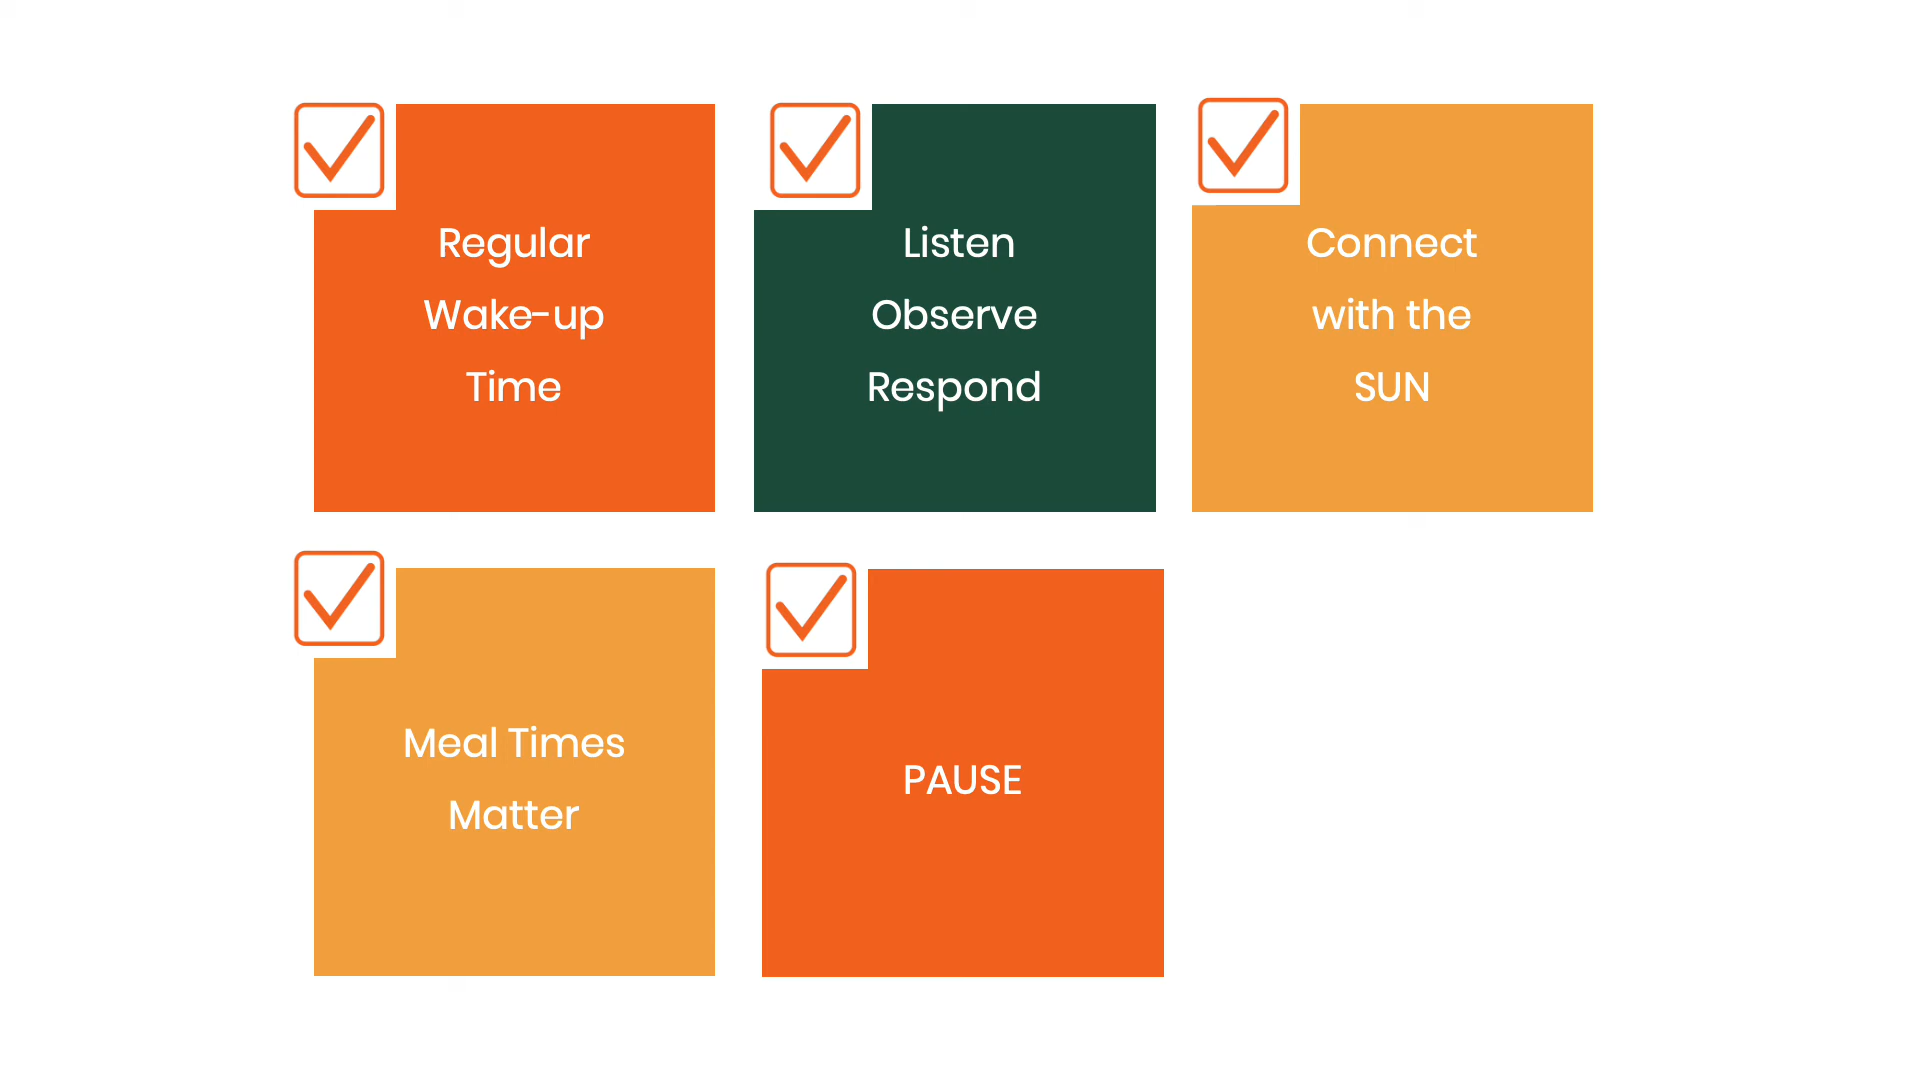 Regular
Wake-up
Time
Listen
Observe
Respond
Connect
with the
SUN
Meal Times
Matter
PAUSE